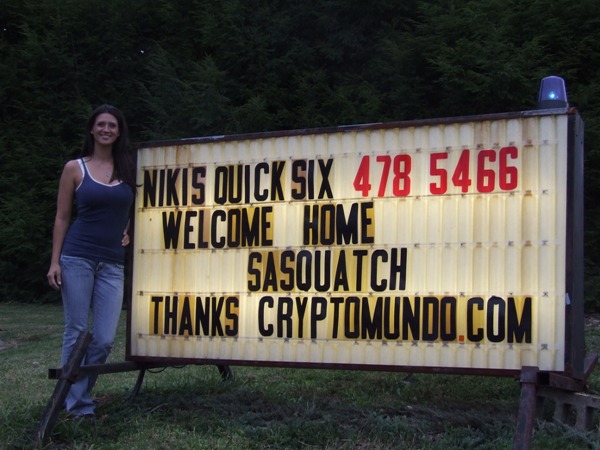 NIKIS QUICK SIX 478 5466
WELCOME HOME
SASQUATCH
THANKS CRYPTOMUNDO.COM